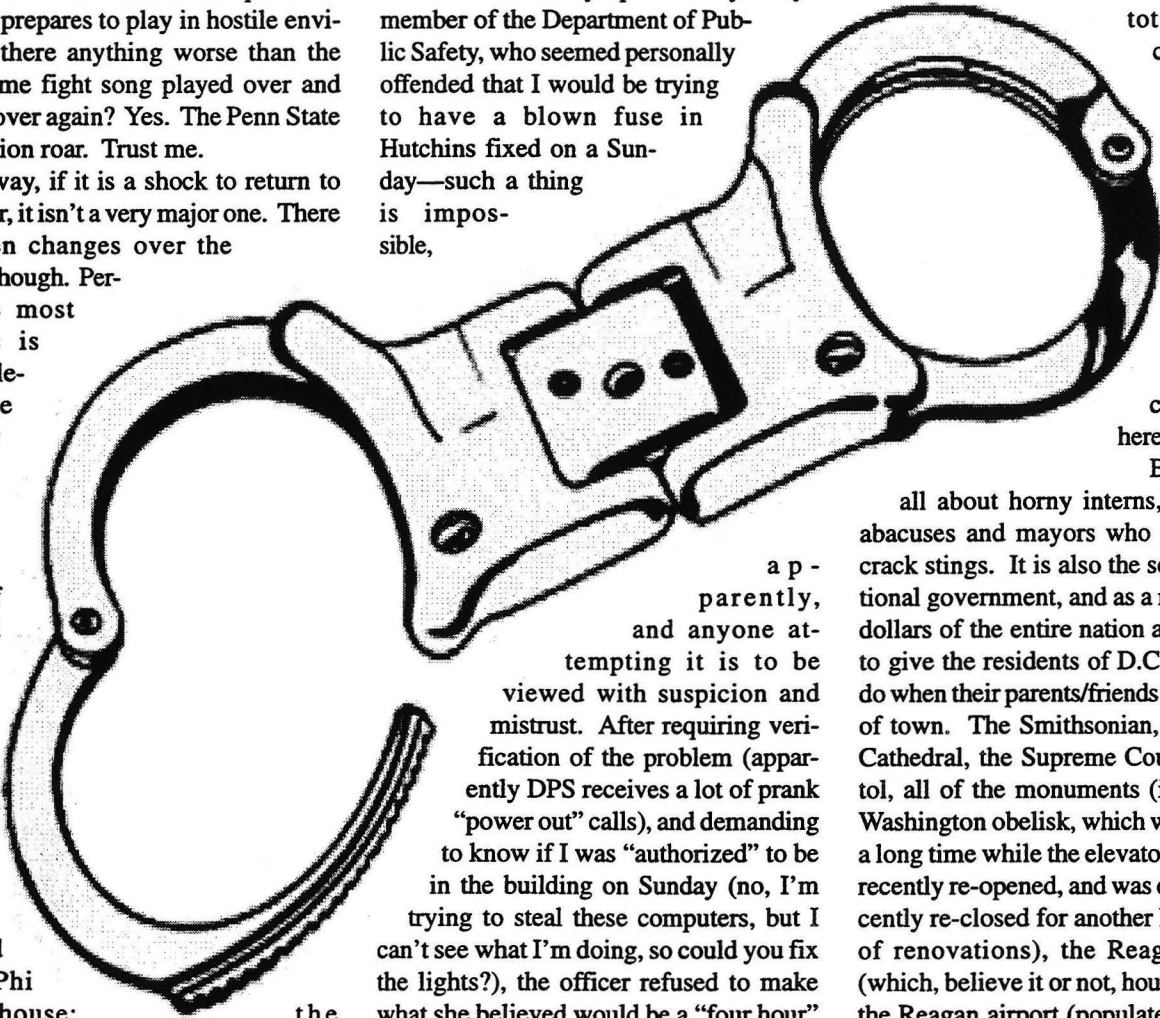 prepares to play in hostile envi-
there anything worse than the
me fight song played over and
over again? Yes. The Penn State
ion roar. Trust me.
way, if it is a shock to return to
r, it isn't a very major one. There
n changes over the
hough. Per-
most
is
le-
e
f
d
Phi
house:
the
member of the Department of Pub-
lic Safety, who seemed personally
offended that I would be trying
to have a blown fuse in
Hutchins fixed on a Sun-
day—such a thing
is impos-
sible,
ap-
parently,
and anyone at-
tempting it is to be
viewed with suspicion and
mistrust. After requiring veri-
fication of the problem (appar-
ently DPS receives a lot of prank
“power out” calls), and demanding
to know if I was “authorized” to be
in the building on Sunday (no, I'm
trying to steal these computers, but I
can't see what I'm doing, so could you fix
the lights?), the officer refused to make
what she believed would be a “four hour”
tot
c
c
here
B
all about horny interns,
abacuses and mayors who
crack stings. It is also the se
tional government, and as a r
dollars of the entire nation a
to give the residents of D.C
do when their parents/friends
of town. The Smithsonian,
Cathedral, the Supreme Cou
tol, all of the monuments (i
Washington obelisk, which w
a long time while the elevato
recently re-opened, and was
cently re-closed for another
of renovations), the Reag
(which, believe it or not, hou
the Reagan airport (populate